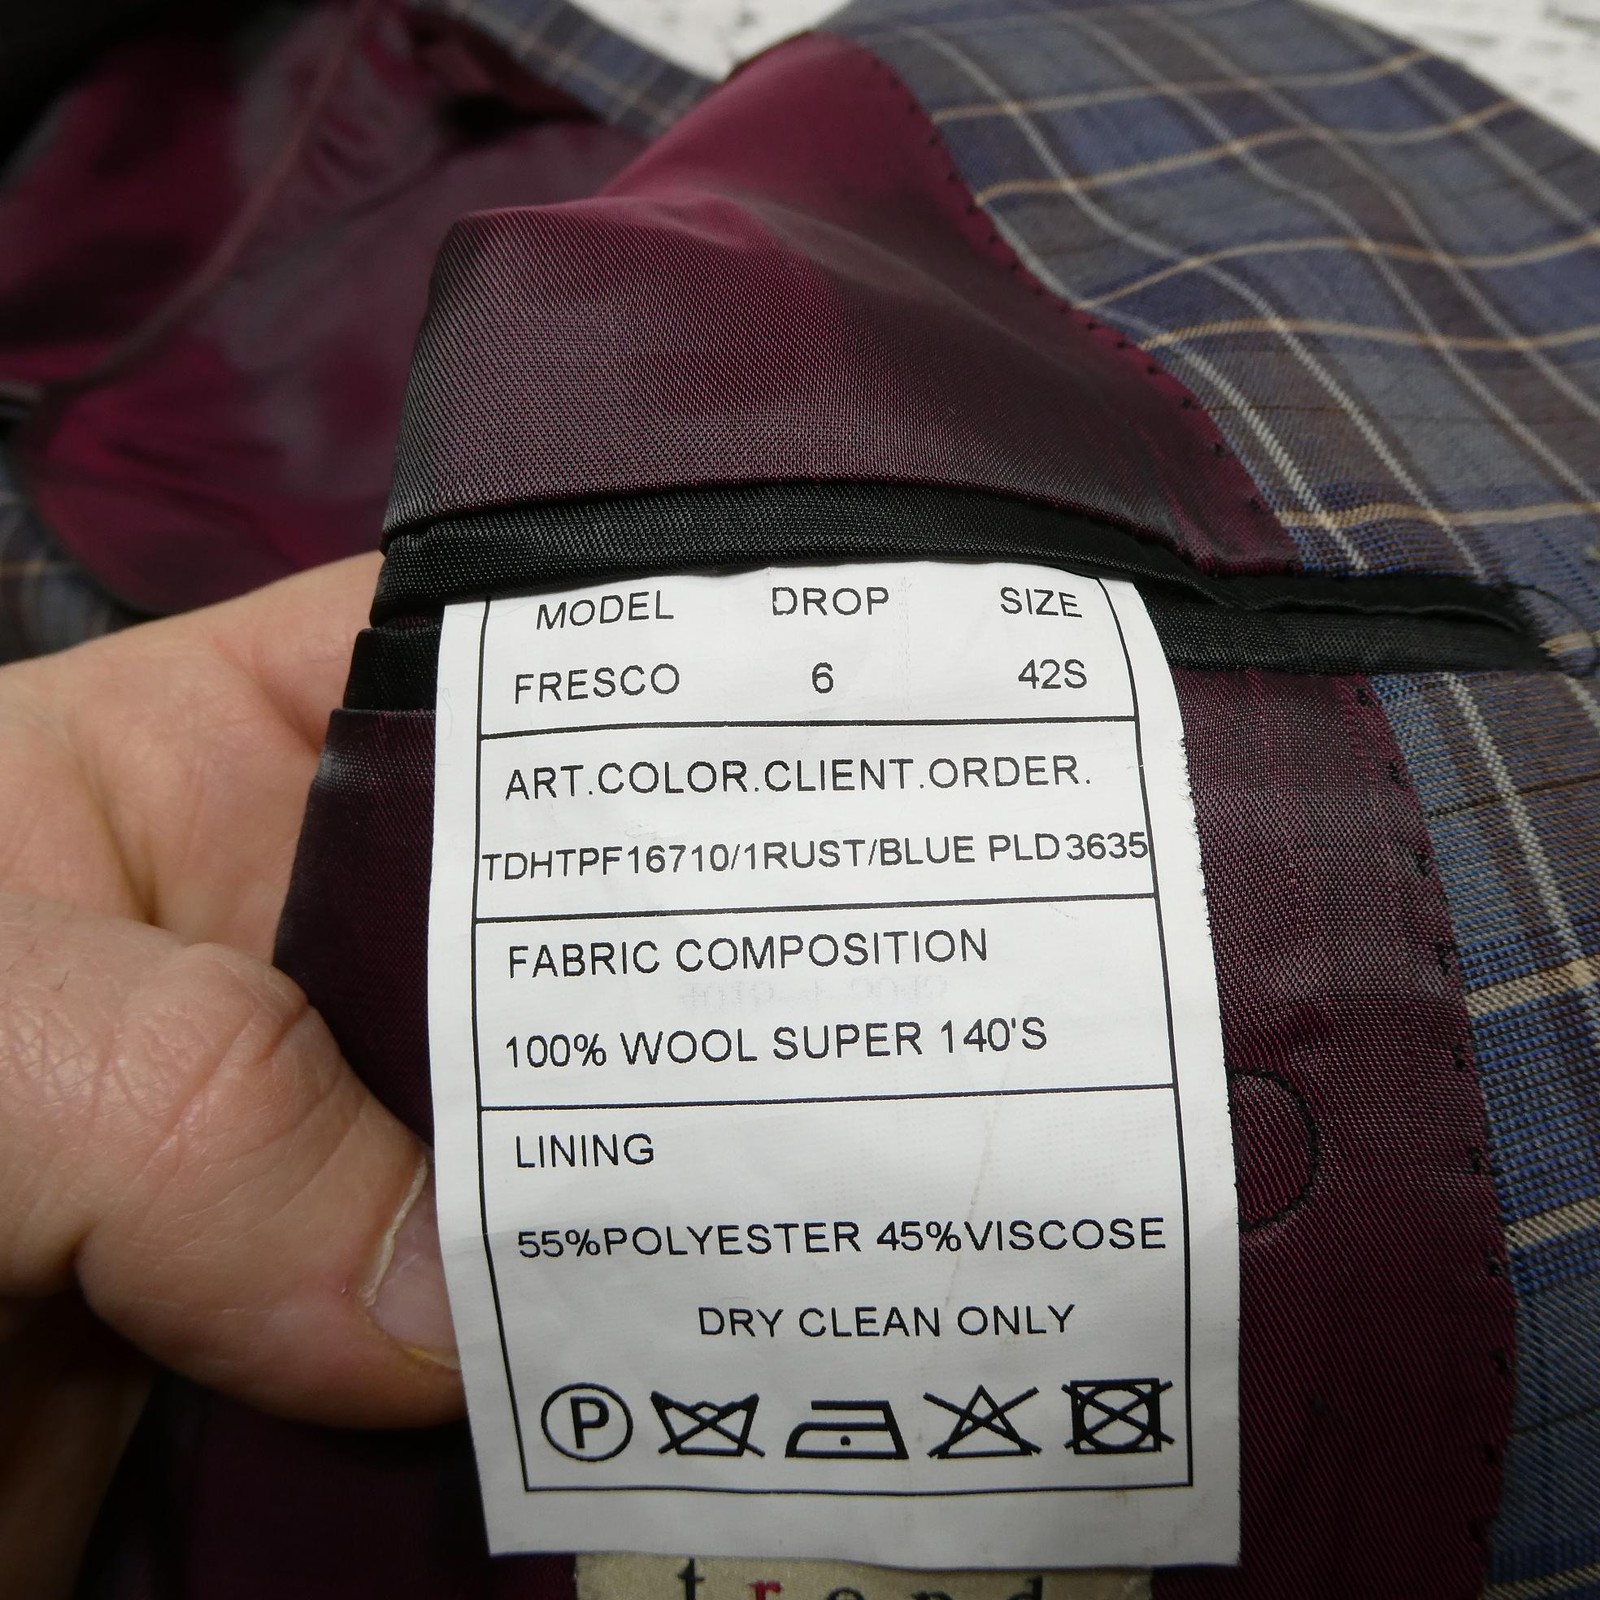 MODEL DROP SIZE
FRESCO 6 42S
ART.COLOR.CLIENT.ORDER.
TDHTPF16710/1RUST/BLUE PLD3635
FABRIC COMPOSITION
100% WOOL SUPER 140'S
LINING
55%POLYESTER 45%VISCOSE
DRY CLEAN ONLY
P
trend